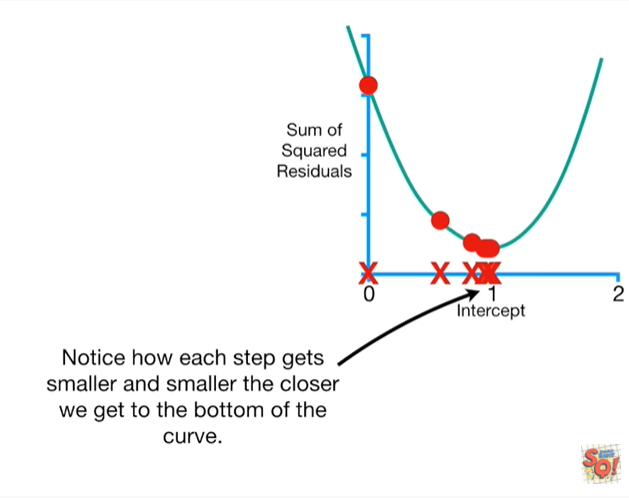 Sum of
Squared
Residuals
0
1
2
Intercept
Notice how each step gets
smaller and smaller the closer
we get to the bottom of the
curve.
SQ!